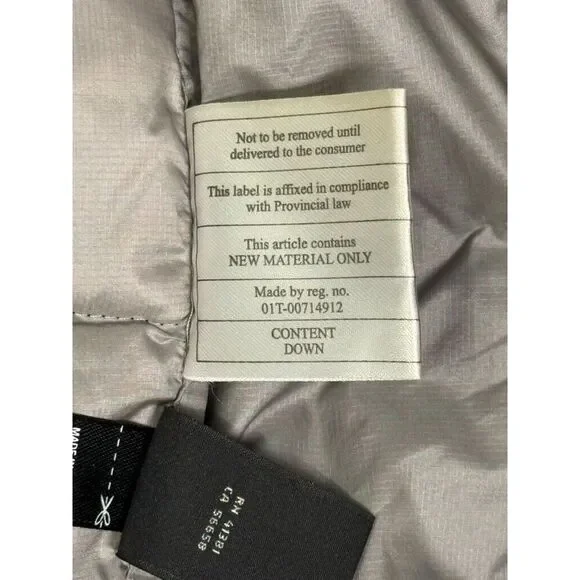 Not to be removed until
delivered to the consumer
This label is affixed in compliance
with Provincial law
This article contains
NEW MATERIAL ONLY
Made by reg. no.
01T-00714912
CONTENT
DOWN
MADE
RN 41381
CA 56658